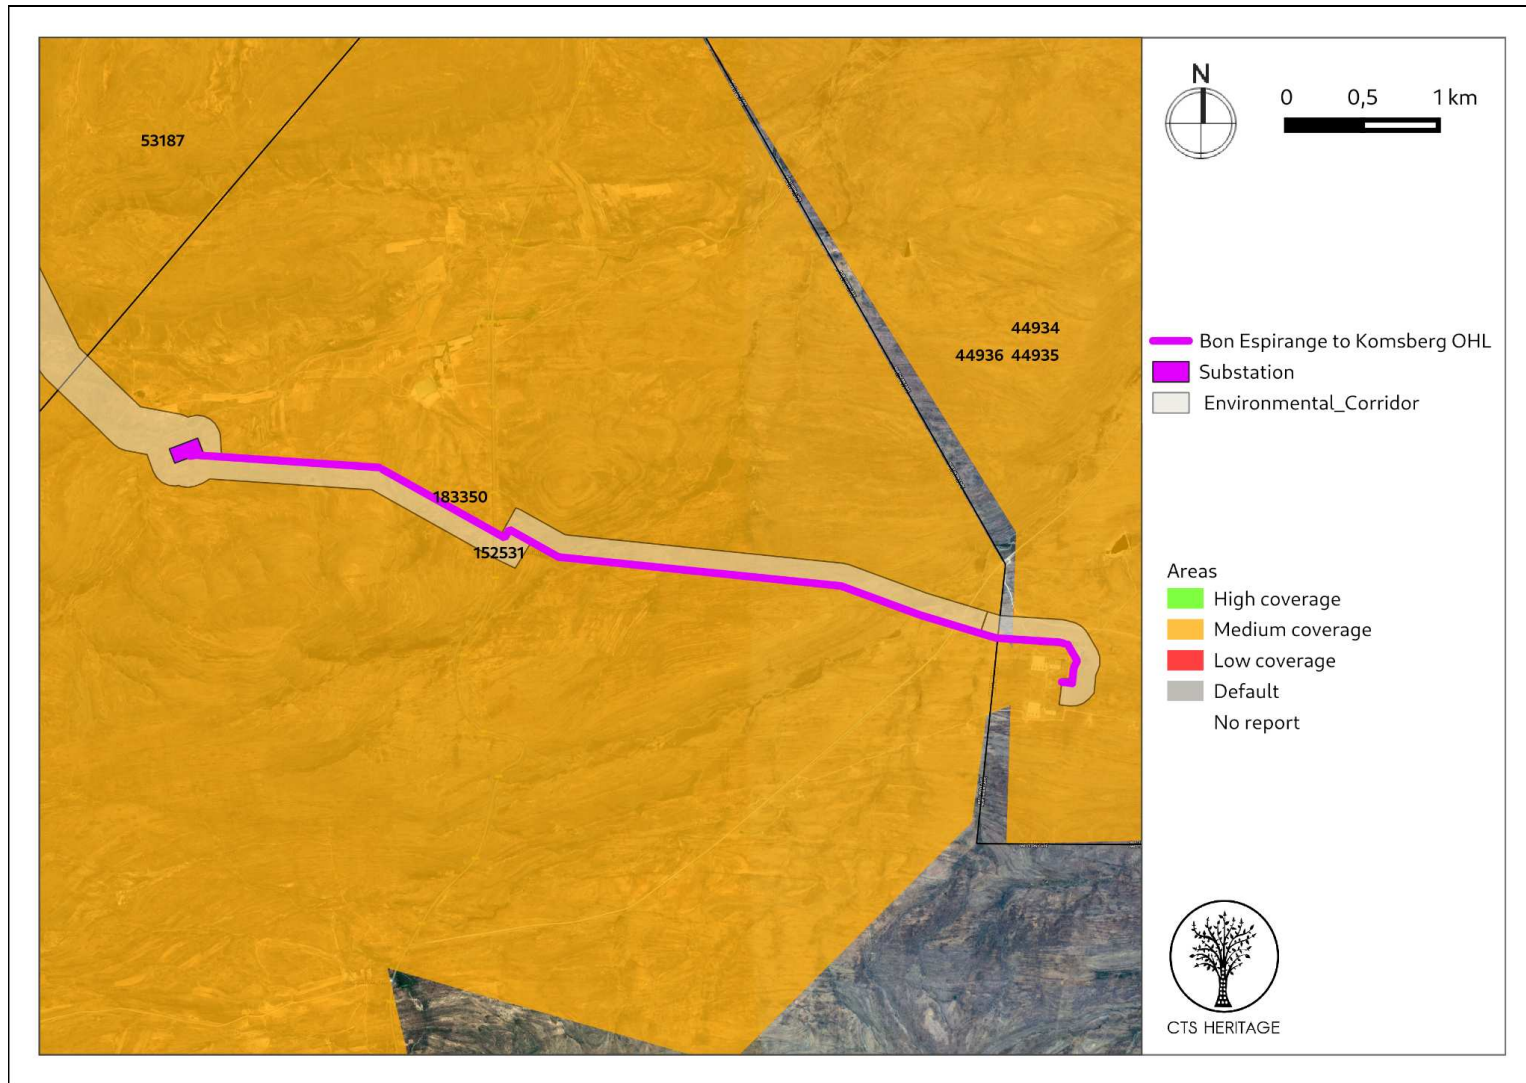 53187
44934
44936 44935
183350
152531
N
0 0,5 1 km
Bon Espirange to Komsberg OHL
Substation
Environmental_Corridor
Areas
High coverage
Medium coverage
Low coverage
Default
No report
CTS HERITAGE